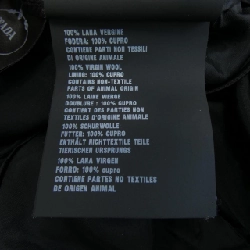 100% LANA VERGINE
FODERA: 100% CUPRO
CONTIENE PARTI NON TESSILI
DI ORIGINE ANIMALE
100% VIRGIN WOOL
LINING: 100% CUPRO
CONTAINS NON-TEXTILE
PARTS OF ANIMAL ORIGIN
100% LAINE VIERGE
DOUBLURE : 100% CUPRO
CONTIENT DES PARTIES NON
TEXTILES D'ORIGINE ANIMALE
100% SCHURWOLLE
FUTTER: 100% CUPRO
ENTHÄLT NICHTTEXTILE TEILE
TIERISCHEN URSPRUNGS
100% LANA VIRGEN
FORRO: 100% CUPRO
CONTIENE PARTES NO TEXTILES
DE ORIGEN ANIMAL